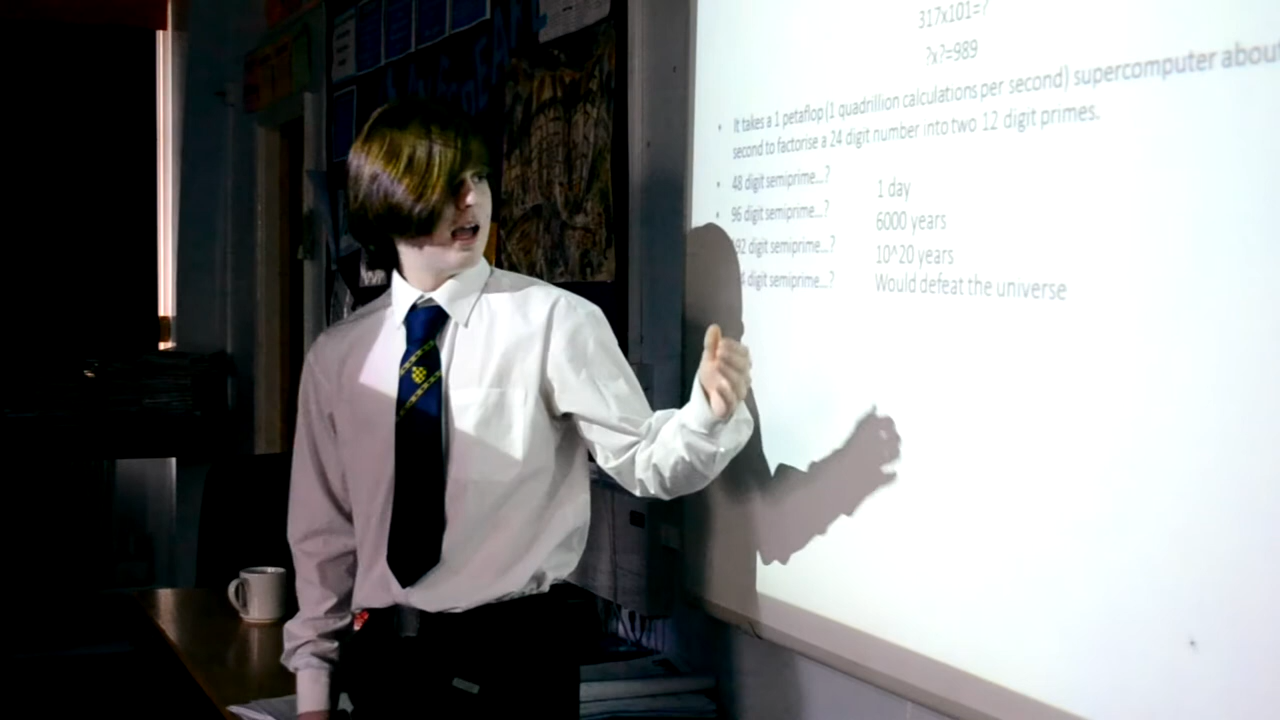 317x101=?
?x?=989
• It takes a 1 petaflop (1 quadrillion calculations per second) supercomputer about
second to factorise a 24 digit number into two 12 digit primes.
• 48 digit semiprime...? 1 day
• 96 digit semiprime...? 6000 years
92 digit semiprime...? 10^20 years
4 digit semiprime...? Would defeat the universe